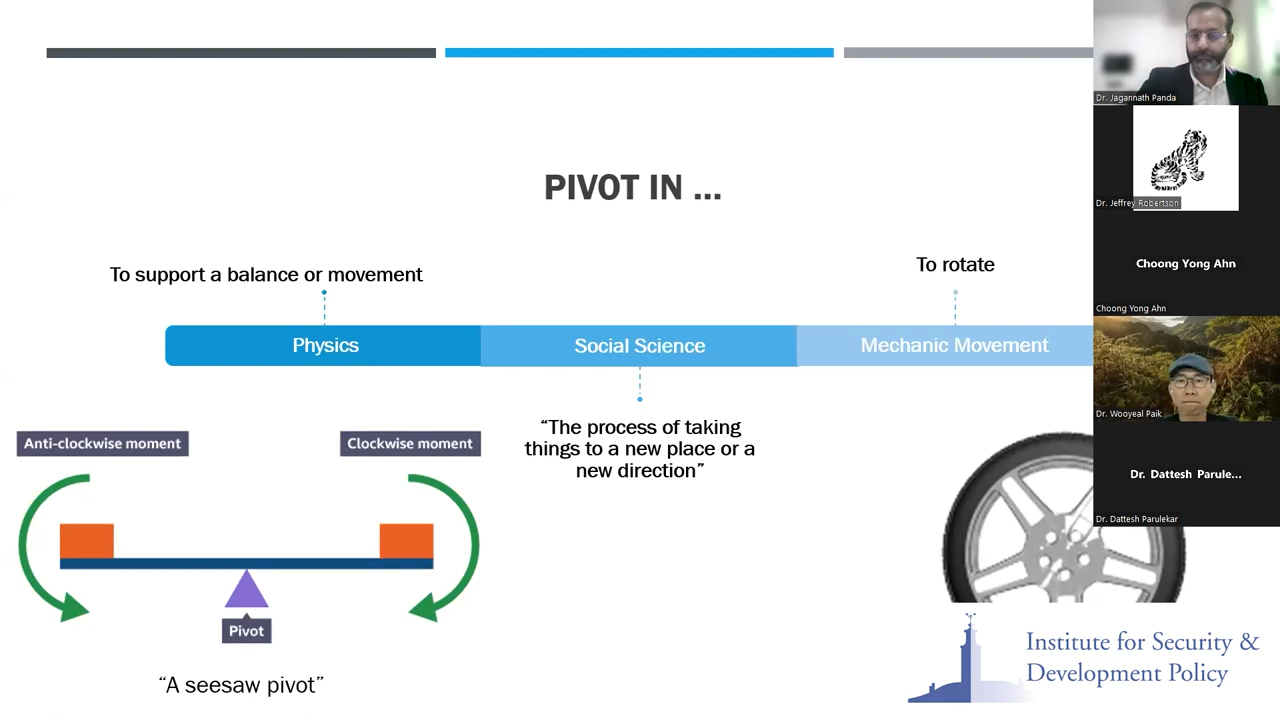 PIVOT IN ...
To support a balance or movement
To rotate
Physics
Social Science
Mechanic Movement
“The process of taking
things to a new place or a
new direction”
Anti-clockwise moment
Clockwise moment
Pivot
“A seesaw pivot”
Institute for Security &
Development Policy
Dr. Jagannath Panda
Dr. Jeffrey Robertson
Choong Yong Ahn
Choong Yong Ahn
Dr. Wooyeal Paik
Dr. Dattesh Parule...
Dr. Dattesh Parulekar